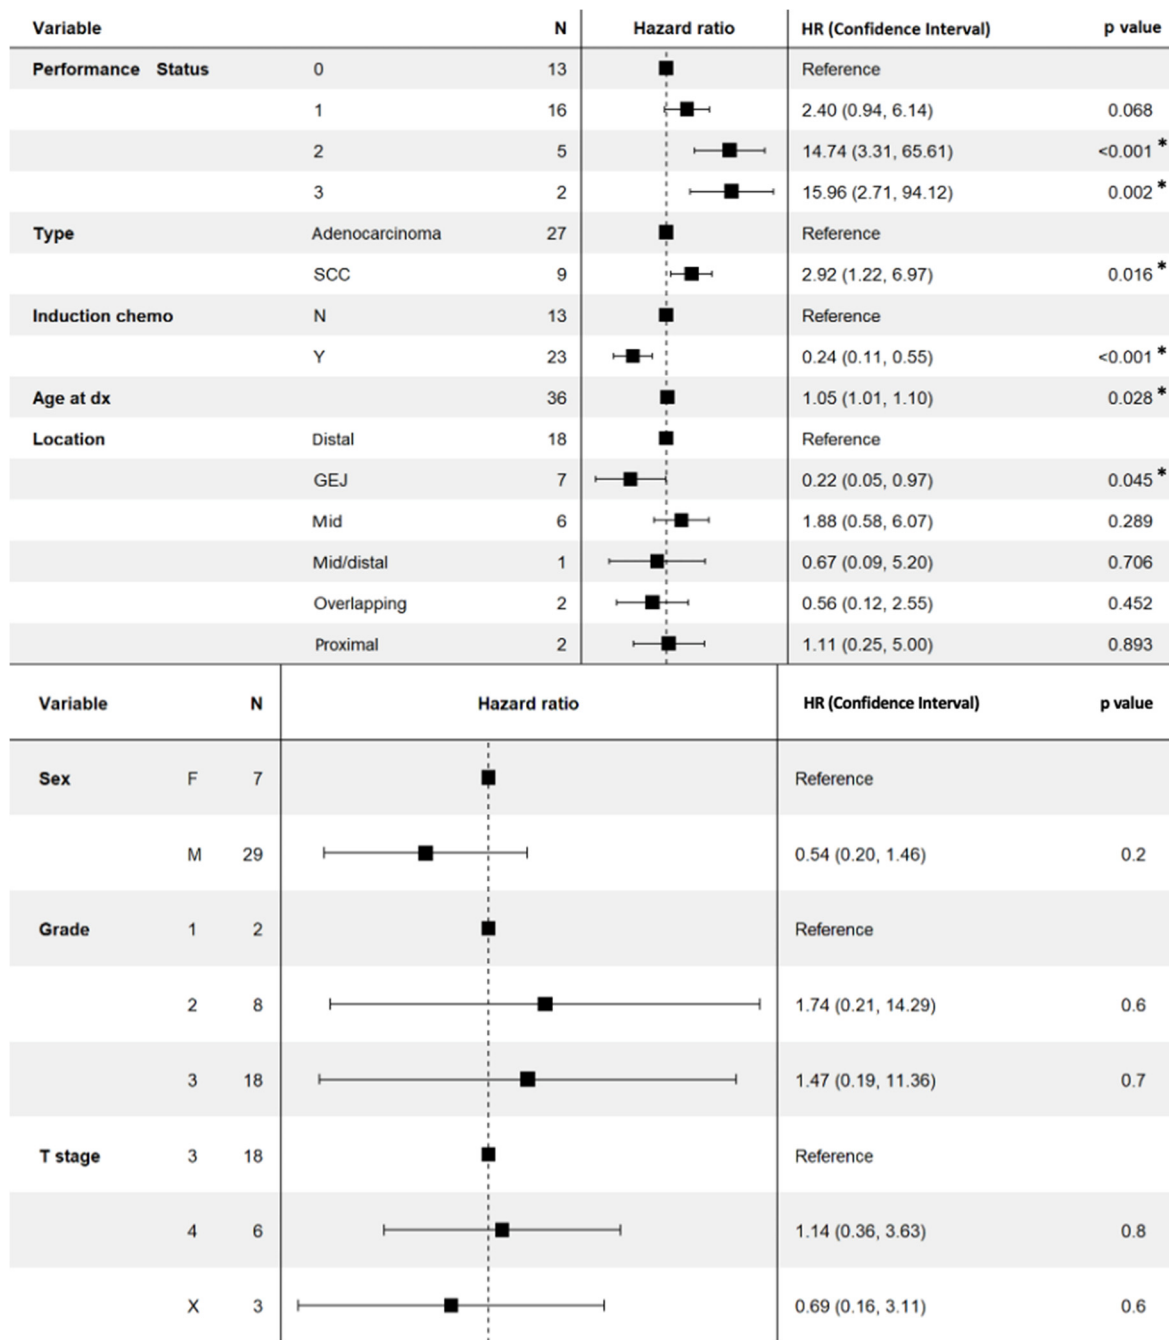 Variable N Hazard ratio HR (Confidence Interval) p value
Performance Status 0 13 Reference
1 16 2.40 (0.94, 6.14) 0.068
2 5 14.74 (3.31, 65.61) <0.001 *
3 2 15.96 (2.71, 94.12) 0.002 *
Type Adenocarcinoma 27 Reference
SCC 9 2.92 (1.22, 6.97) 0.016 *
Induction chemo N 13 Reference
Y 23 0.24 (0.11, 0.55) <0.001 *
Age at dx 36 1.05 (1.01, 1.10) 0.028 *
Location Distal 18 Reference
GEJ 7 0.22 (0.05, 0.97) 0.045 *
Mid 6 1.88 (0.58, 6.07) 0.289
Mid/distal 1 0.67 (0.09, 5.20) 0.706
Overlapping 2 0.56 (0.12, 2.55) 0.452
Proximal 2 1.11 (0.25, 5.00) 0.893
Variable N Hazard ratio HR (Confidence Interval) p value
Sex F 7 Reference
M 29 0.54 (0.20, 1.46) 0.2
Grade 1 2 Reference
2 8 1.74 (0.21, 14.29) 0.6
3 18 1.47 (0.19, 11.36) 0.7
T stage 3 18 Reference
4 6 1.14 (0.36, 3.63) 0.8
X 3 0.69 (0.16, 3.11) 0.6